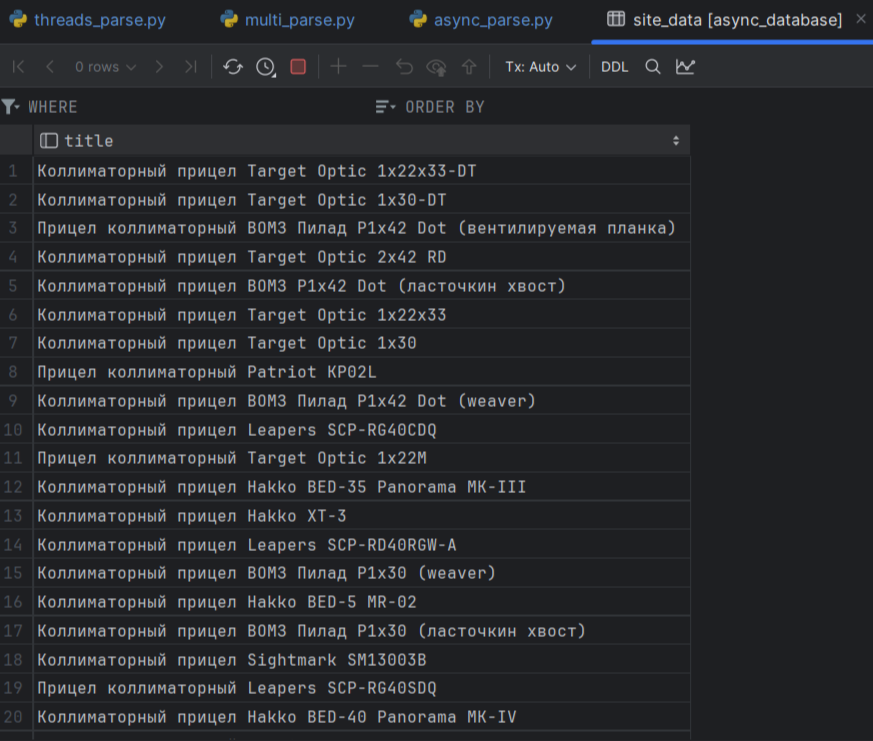 threads_parse.py multi_parse.py async_parse.py site_data [async_database]
0 rows Tx: Auto DDL
WHERE ORDER BY
title
1 Коллиматорный прицел Target Optic 1x22x33-DT
2 Коллиматорный прицел Target Optic 1x30-DT
3 Прицел коллиматорный ВОМЗ Пилад P1x42 Dot (вентилируемая планка)
4 Коллиматорный прицел Target Optic 2x42 RD
5 Коллиматорный прицел ВОМЗ P1x42 Dot (ласточкин хвост)
6 Коллиматорный прицел Target Optic 1x22x33
7 Коллиматорный прицел Target Optic 1x30
8 Прицел коллиматорный Patriot KP02L
9 Коллиматорный прицел ВОМЗ Пилад P1x42 Dot (weaver)
10 Коллиматорный прицел Leapers SCP-RG40CDQ
11 Прицел коллиматорный Target Optic 1x22M
12 Коллиматорный прицел Hakko BED-35 Panorama MK-III
13 Коллиматорный прицел Hakko XT-3
14 Коллиматорный прицел Leapers SCP-RD40RGW-A
15 Коллиматорный прицел ВОМЗ Пилад P1x30 (weaver)
16 Коллиматорный прицел Hakko BED-5 MR-02
17 Коллиматорный прицел ВОМЗ Пилад P1x30 (ласточкин хвост)
18 Коллиматорный прицел Sightmark SM13003B
19 Прицел коллиматорный Leapers SCP-RG40SDQ
20 Коллиматорный прицел Hakko BED-40 Panorama MK-IV